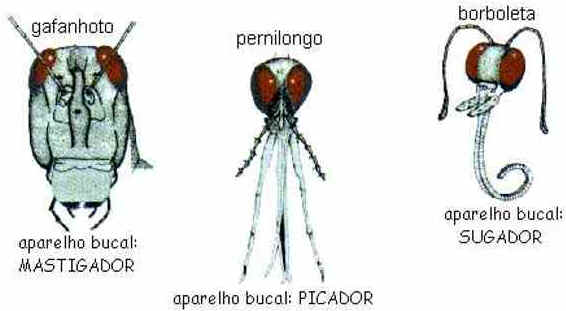 gafanhoto
aparelho bucal:
MASTIGADOR
pernilongo
aparelho bucal: PICADOR
borboleta
aparelho bucal:
SUGADOR